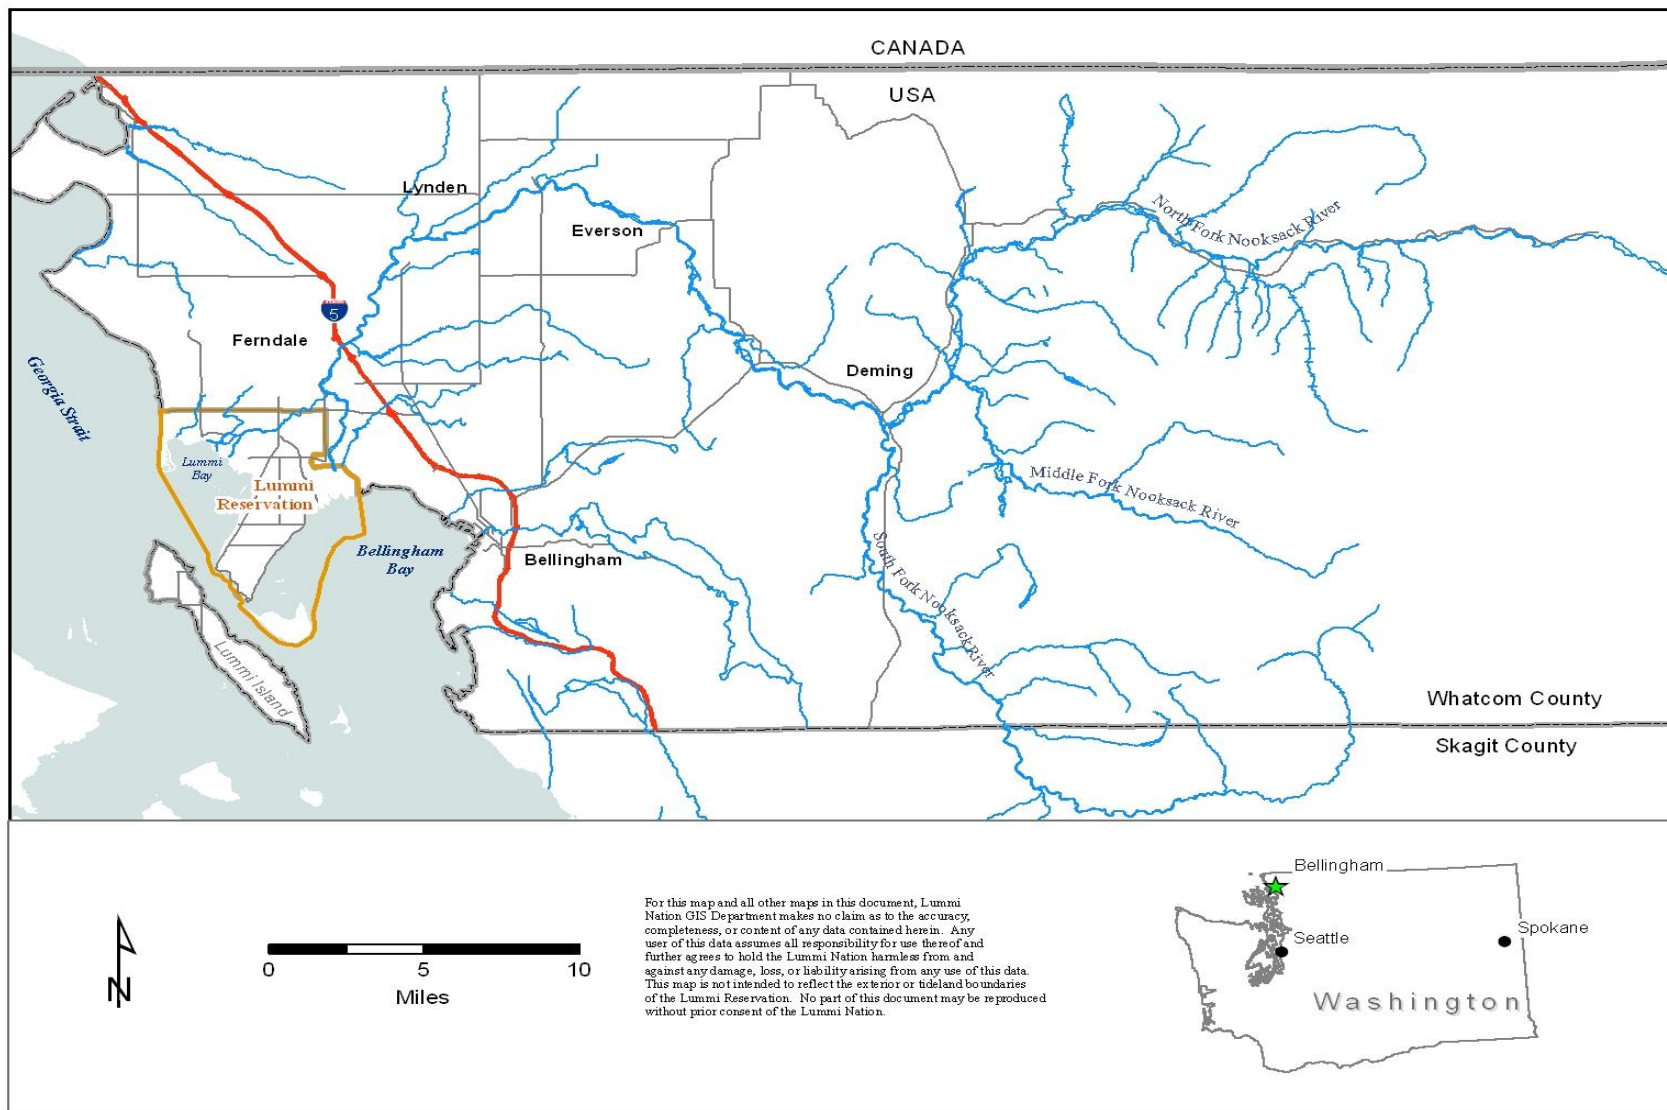 CANADA
USA
Lynden
Everson
North Fork Nooksack River
5
Ferndale
Deming
Georgia Strait
Lummi
Bay
Lummi
Reservation
Middle Fork Nooksack River
Bellingham
Bay
Bellingham
South Fork Nooksack River
Lummi Island
Whatcom County
Skagit County
N
0
5
10
Miles
For this map and all other maps in this document, Lummi
Nation GIS Department makes no claim as to the accuracy,
completeness, or content of any data contained herein. Any
user of this data assumes all responsibility for use thereof and
further agrees to hold the Lummi Nation harmless from and
against any damage, loss, or liability arising from any use of this data.
This map is not intended to reflect the exterior or tideland boundaries
of the Lummi Reservation. No part of this document may be reproduced
without prior consent of the Lummi Nation.
Bellingham
Seattle
Spokane
Washington